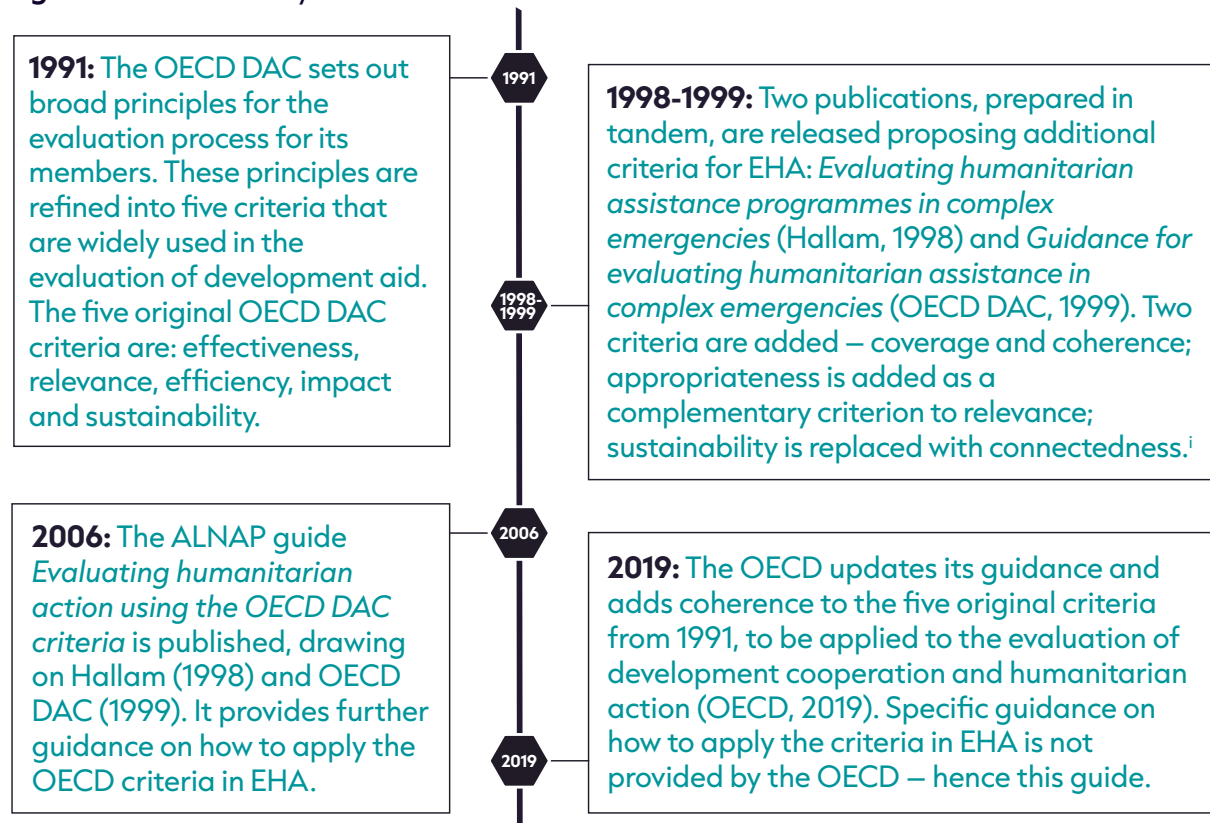 1991: The OECD DAC sets out
broad principles for the
evaluation process for its
members. These principles are
refined into five criteria that
are widely used in the
evaluation of development aid.
The five original OECD DAC
criteria are: effectiveness,
relevance, efficiency, impact
and sustainability.
1991
1998-1999: Two publications, prepared in
tandem, are released proposing additional
criteria for EHA: Evaluating humanitarian
assistance programmes in complex
emergencies (Hallam, 1998) and Guidance for
evaluating humanitarian assistance in
complex emergencies (OECD DAC, 1999). Two
criteria are added – coverage and coherence;
appropriateness is added as a
complementary criterion to relevance;
sustainability is replaced with connectedness.i
1998-
1999
2006: The ALNAP guide
Evaluating humanitarian
action using the OECD DAC
criteria is published, drawing
on Hallam (1998) and OECD
DAC (1999). It provides further
guidance on how to apply the
OECD criteria in EHA.
2006
2019: The OECD updates its guidance and
adds coherence to the five original criteria
from 1991, to be applied to the evaluation of
development cooperation and humanitarian
action (OECD, 2019). Specific guidance on
how to apply the criteria in EHA is not
provided by the OECD – hence this guide.
2019